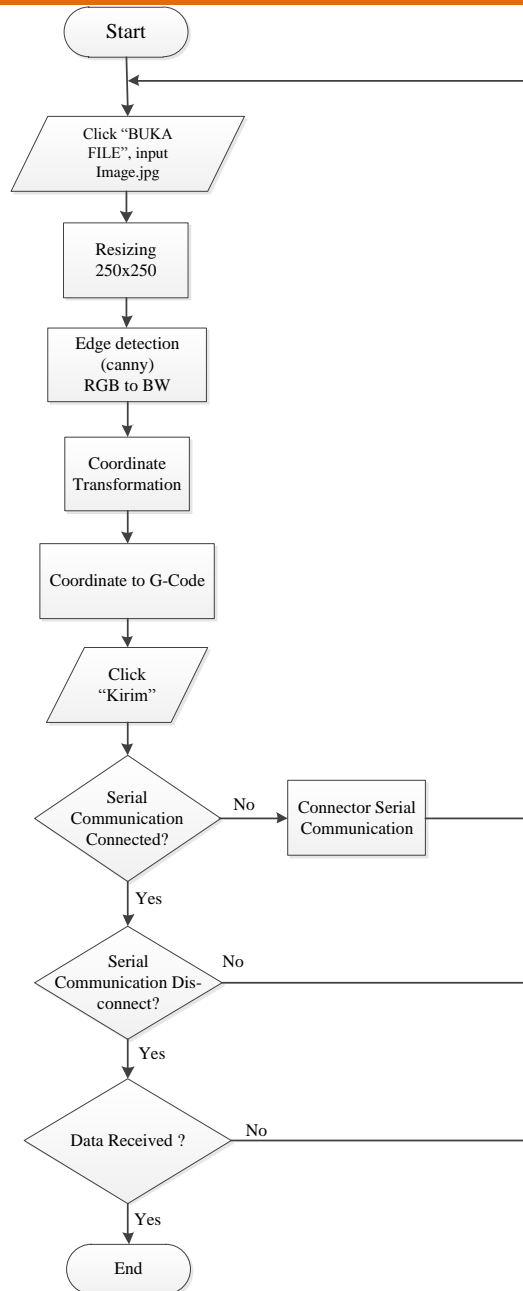 Start
Click “BUKA
FILE”, input
Image.jpg
Resizing
250x250
Edge detection
(canny)
RGB to BW
Coordinate
Transformation
Coordinate to G-Code
Click
“Kirim”
Serial
Communication
Connected?
No
Connector Serial
Communication
Yes
Serial
Communication Dis-
connect?
No
Yes
Data Received ?
No
Yes
End